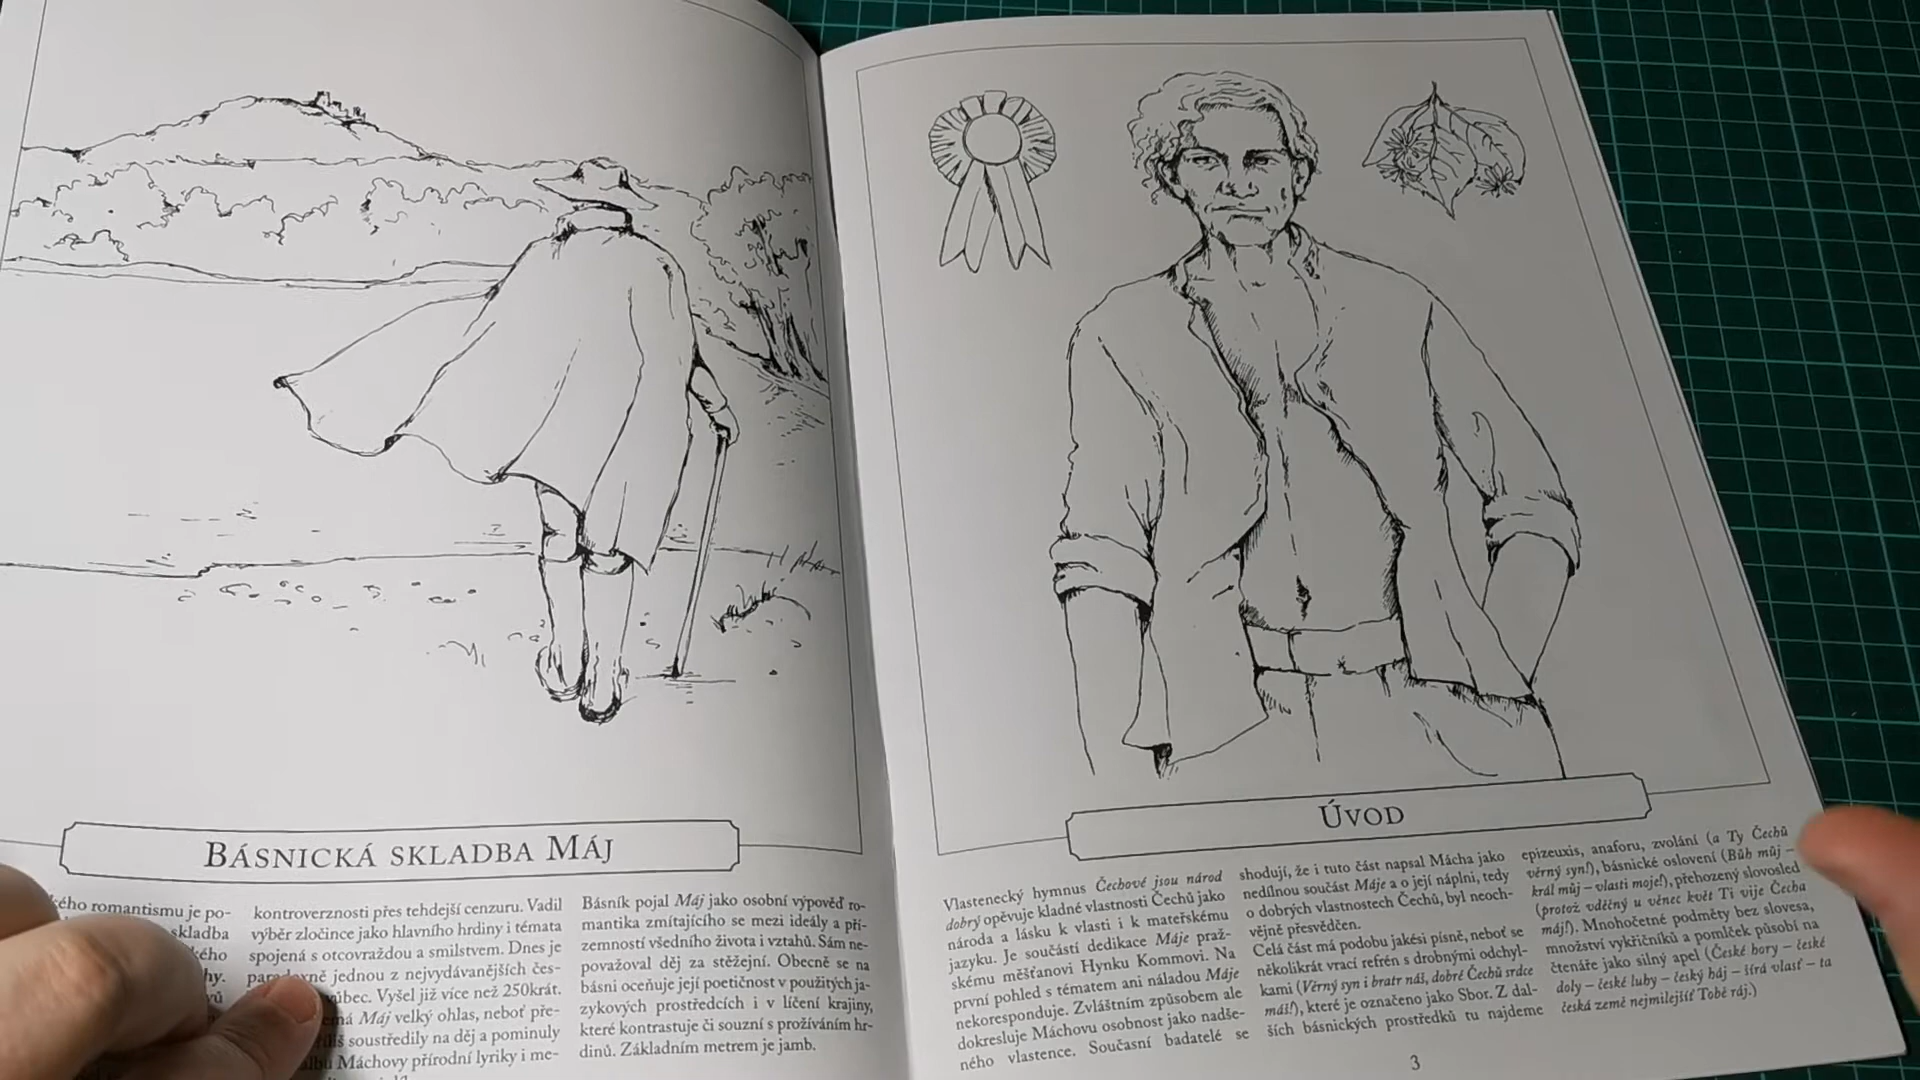 BÁSNICKÁ SKLADBA MÁJ
kého romantismu je po-
skladba
kého
hy.
kontroverznosti přes tehdejší cenzuru. Vadil
výběr zločince jako hlavního hrdiny i témata
spojená s otcovraždou a smilstvem. Dnes je
paradoxně jednou z nejvydávanějších čes-
vůbec. Vyšel již více než 250krát.
Máj velký ohlas, neboť pře-
soustředily na děj a pominuly
Máchovy přírodní lyriky i me-
Básník pojal Máj jako osobní výpověď ro-
mantika zmítajícího se mezi ideály a pří-
zemností všedního života i vztahů. Sám ne-
považoval děj za stěžejní. Obecně se na
básni oceňuje její poetičnost v použitých ja-
zykových prostředcích i v líčení krajiny,
které kontrastuje či souzní s prožíváním hr-
dinů. Základním metrem je jamb.
ÚVOD
Vlastenecký hymnus Čechové jsou národ
dobrý opěvuje kladné vlastnosti Čechů jako
národa a lásku k vlasti i k mateřskému
jazyku. Je součástí dedikace Máje praž-
skému měšťanovi Hynku Kommovi. Na
první pohled s tématem ani náladou Máje
nekoresponduje. Zvláštním způsobem ale
dokresluje Máchovu osobnost jako nadše-
ného vlastence. Současní badatelé se
shodují, že i tuto část napsal Mácha jako
nedílnou součást Máje a o její náplni, tedy
o dobrých vlastnostech Čechů, byl neoch-
vějně přesvědčen.
Celá část má podobu jakési písně, neboť se
několikrát vrací refrén s drobnými odchyl-
kami (Věrný syn i bratr náš, dobré Čechů srdce
máš!), které je označeno jako Sbor. Z dal-
ších básnických prostředků tu najdeme
epizeuxis, anaforu, zvolání (a Ty Čechů
věrný syn!), básnické oslovení (Bůh můj –
král můj – vlasti moje!), přehozený slovosled
(protož vděčný u věnec květ Ti vije Čecha
máj!). Mnohočetné podměty bez slovesa,
množství vykřičníků a pomlček působí na
čtenáře jako silný apel (České hory – české
doly – české luhy – český háj – šírá vlasť – ta
česká země nejmilejšíť Tobě ráj.)
3